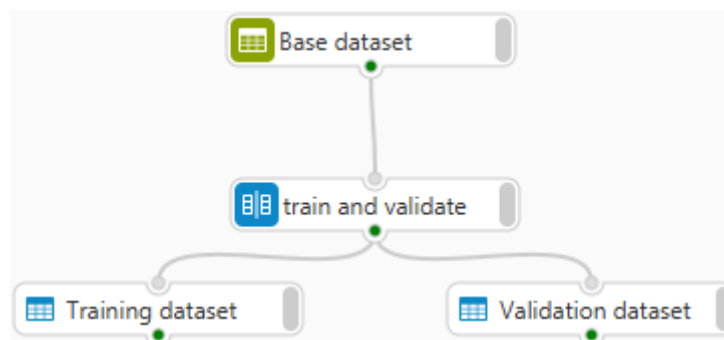 Base dataset
train and validate
Training dataset
Validation dataset